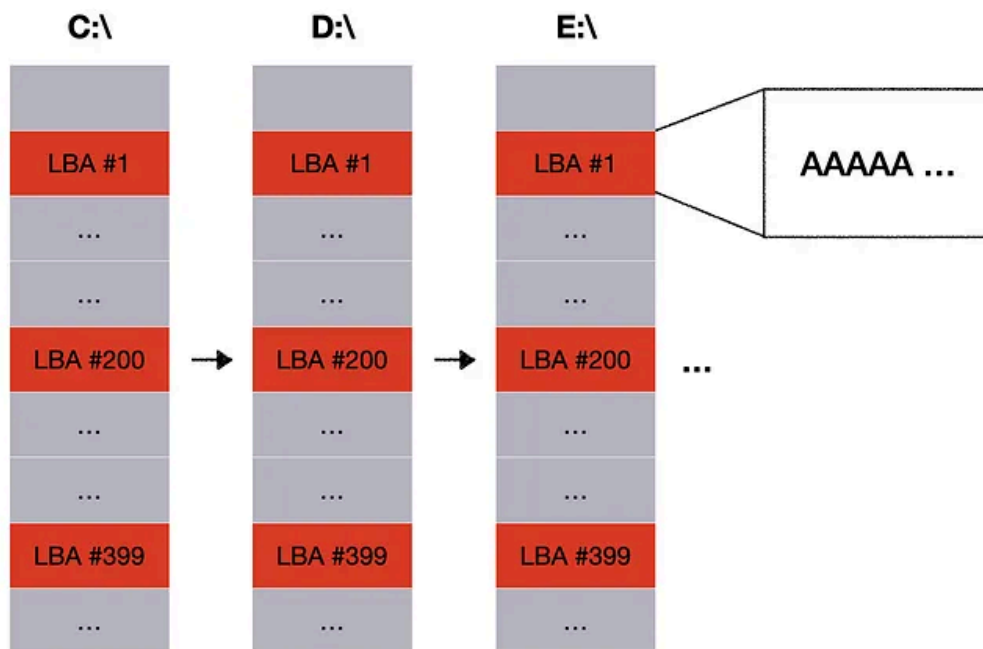 C:\ D:\ E:\
LBA #1 LBA #1 LBA #1 AAAAA ...
... ... ...
... ... ...
LBA #200 LBA #200 LBA #200 ...
... ... ...
... ... ...
LBA #399 LBA #399 LBA #399
... ... ...